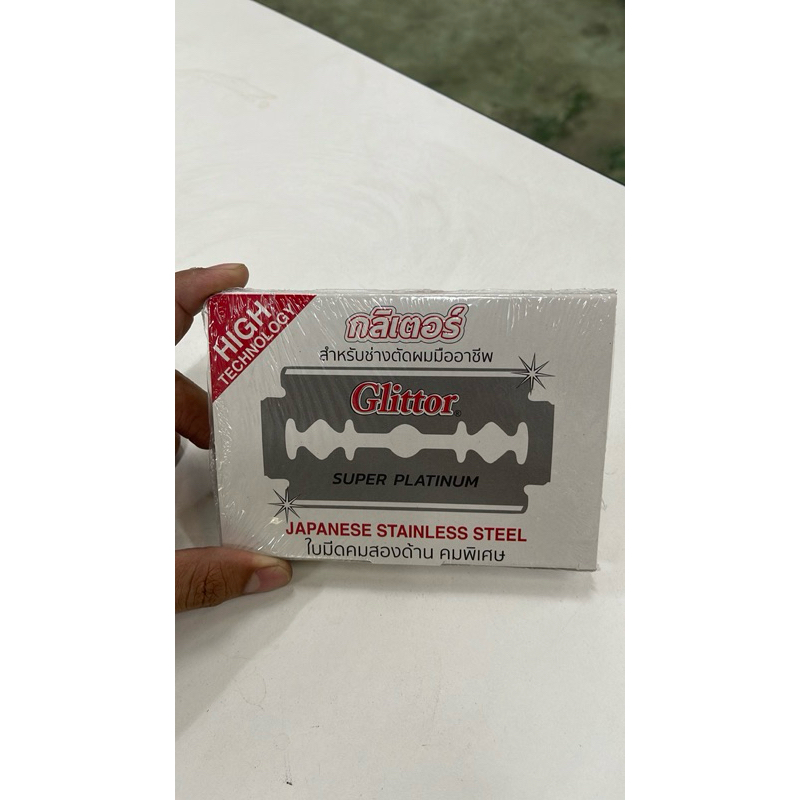 HIGH
TECHNOLOGY
กลิเตอร์
สำหรับช่างตัดผมมืออาชีพ
Glittor®
SUPER PLATINUM
JAPANESE STAINLESS STEEL
ใบมีดคมสองด้าน คมพิเศษ